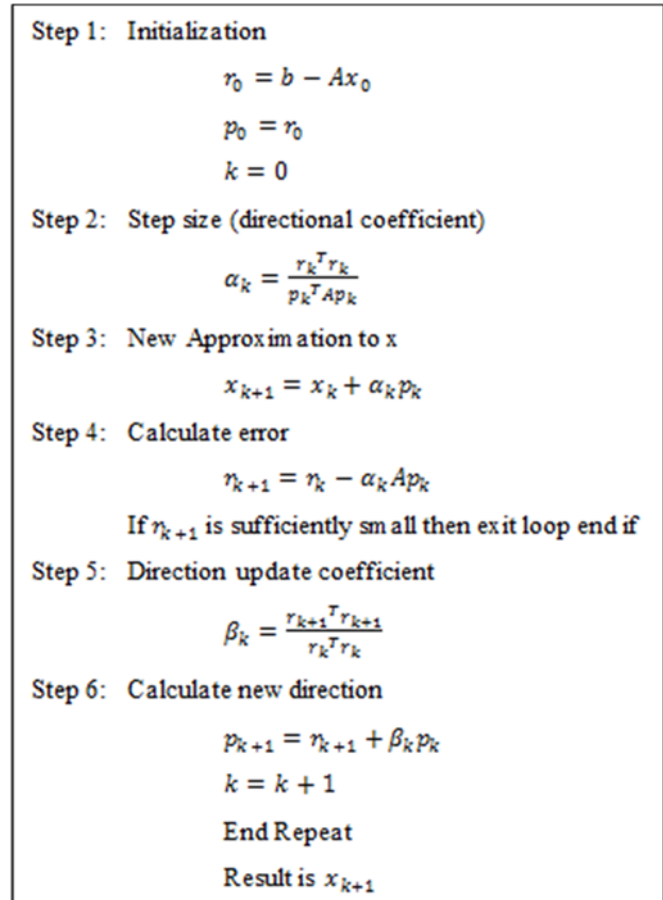 Step 1: Initialization
r₀ = b − Ax₀
p₀ = r₀
k = 0
Step 2: Step size (directional coefficient)
αₖ = rₖᵀrₖ / pₖᵀApₖ
Step 3: New Approximation to x
xₖ₊₁ = xₖ + αₖpₖ
Step 4: Calculate error
rₖ₊₁ = rₖ − αₖApₖ
If rₖ₊₁ is sufficiently small then exit loop end if
Step 5: Direction update coefficient
βₖ = rₖ₊₁ᵀrₖ₊₁ / rₖᵀrₖ
Step 6: Calculate new direction
pₖ₊₁ = rₖ₊₁ + βₖpₖ
k = k + 1
End Repeat
Result is xₖ₊₁